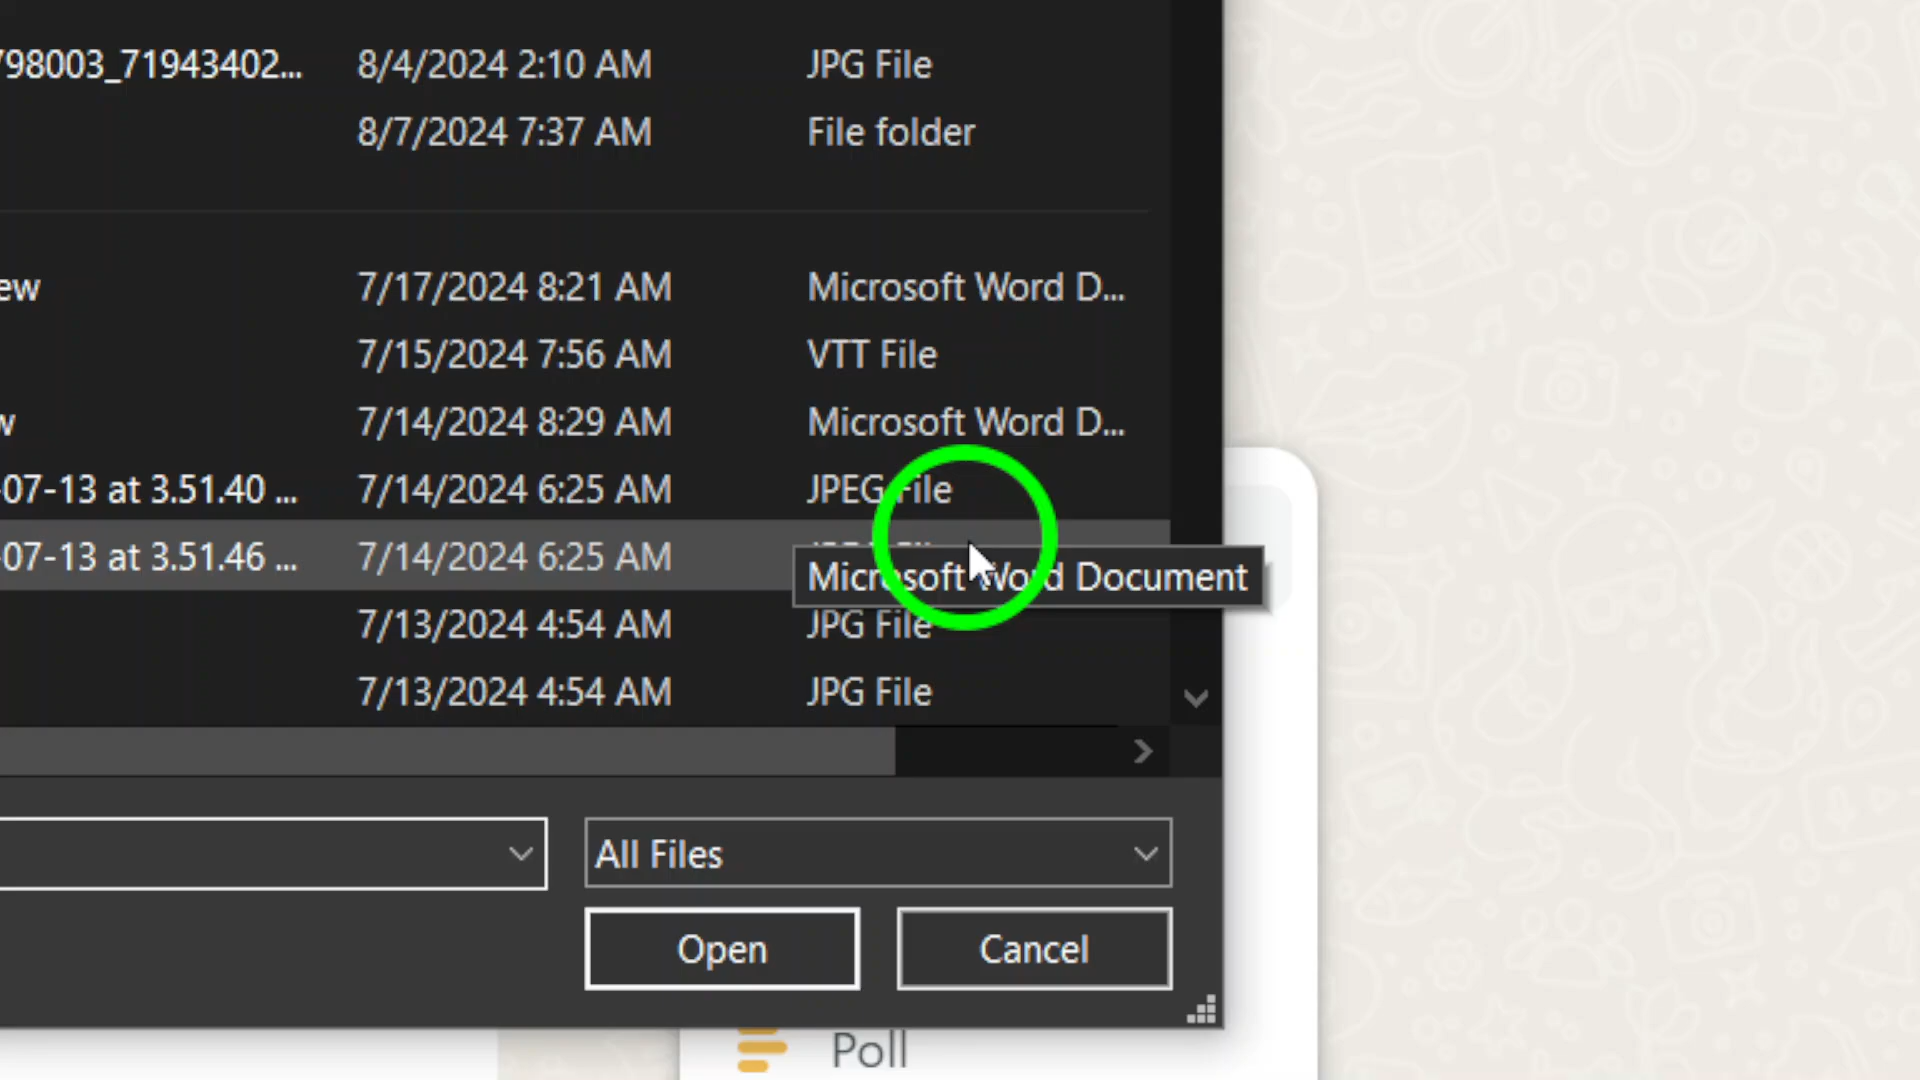 798003_71943402... 8/4/2024 2:10 AM JPG File
8/7/2024 7:37 AM File folder
ew 7/17/2024 8:21 AM Microsoft Word D...
7/15/2024 7:56 AM VTT File
w 7/14/2024 8:29 AM Microsoft Word D...
-07-13 at 3.51.40 ... 7/14/2024 6:25 AM JPEG File
-07-13 at 3.51.46 ... 7/14/2024 6:25 AM
Microsoft Word Document
7/13/2024 4:54 AM JPG File
7/13/2024 4:54 AM JPG File
All Files
Open Cancel
Poll